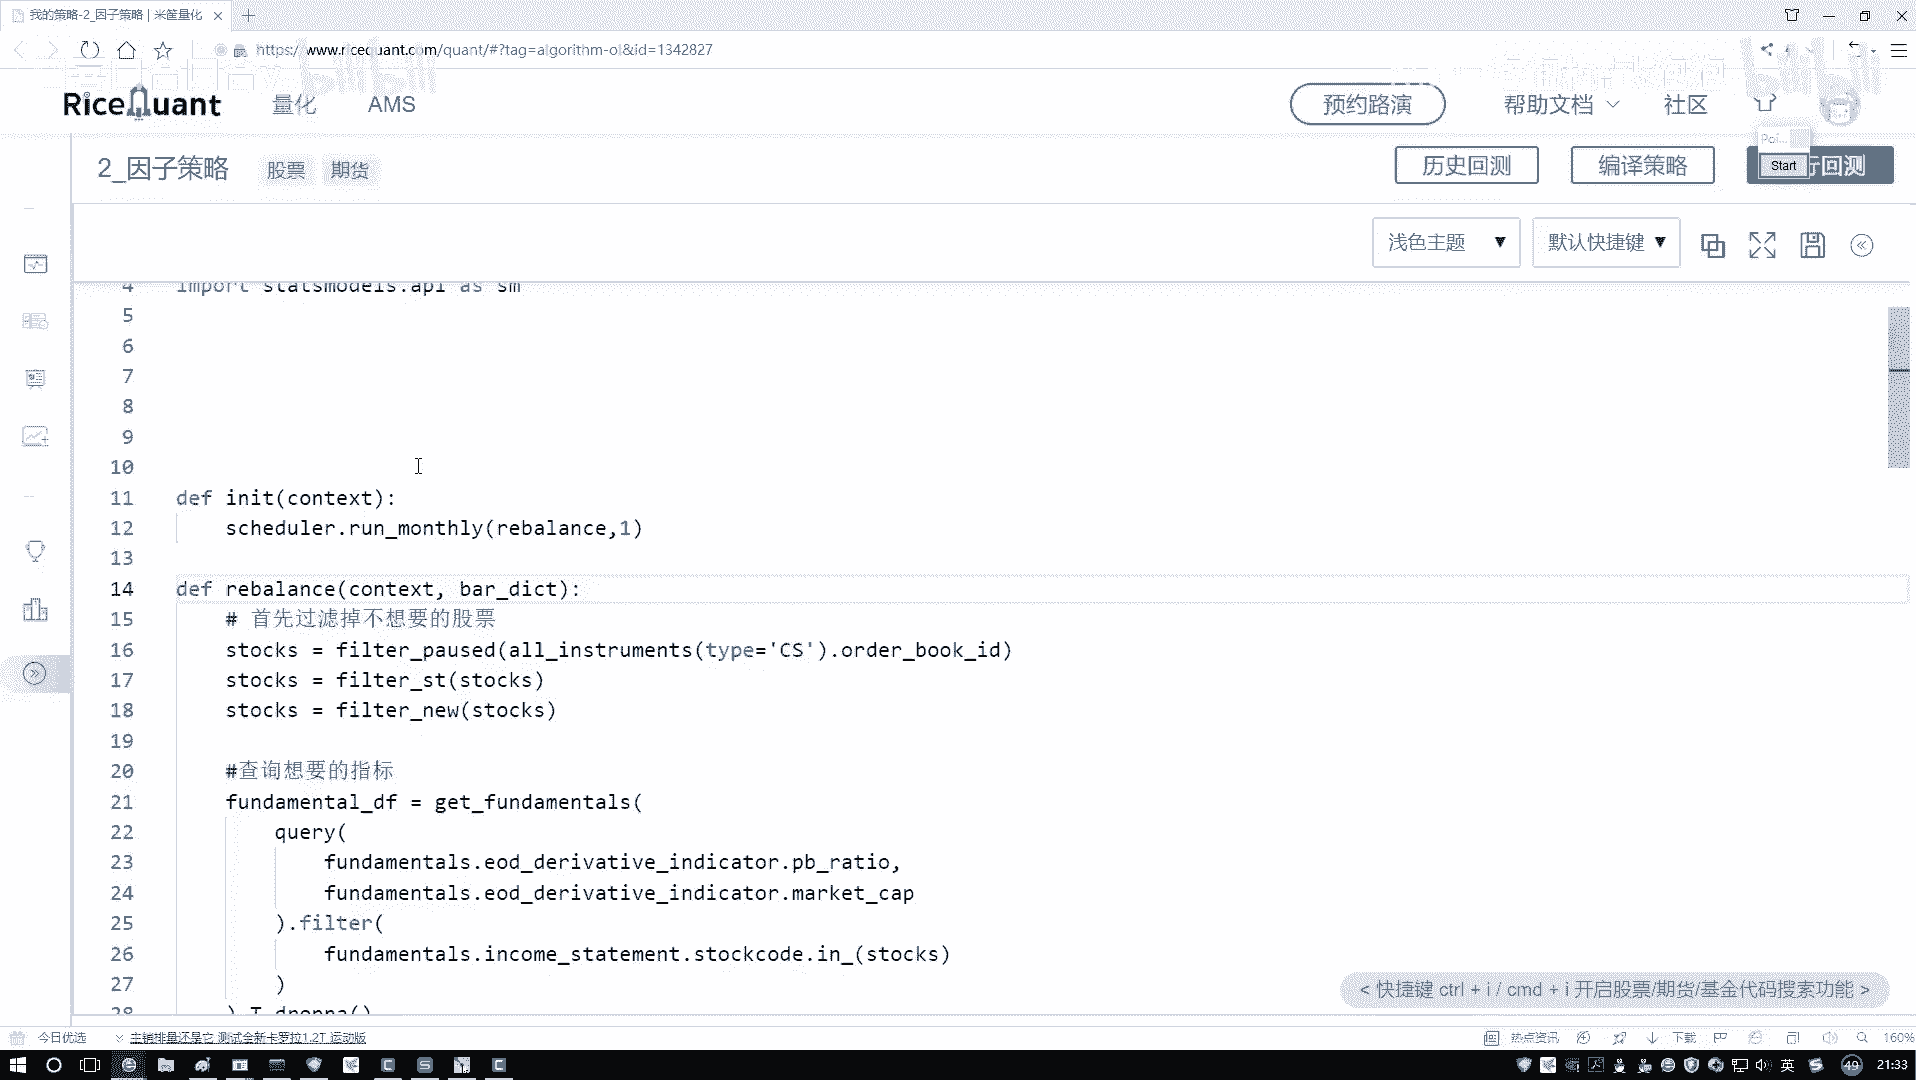 我的策略-2_因子策略 | 米筐量化
https://www.ricequant.com/quant/#?tag=algorithm-ol&id=1342827
RiceQuant 量化 AMS 预约路演 帮助文档 社区
Poi...
2_因子策略 股票 期货 历史回测 编译策略 Start 行回测
浅色主题 默认快捷键
4 import statsmodels.api as sm
5
6
7
8
9
10
11 def init(context):
12 scheduler.run_monthly(rebalance,1)
13
14 def rebalance(context, bar_dict):
15 # 首先过滤掉不想要的股票
16 stocks = filter_paused(all_instruments(type='CS').order_book_id)
17 stocks = filter_st(stocks)
18 stocks = filter_new(stocks)
19
20 #查询想要的指标
21 fundamental_df = get_fundamentals(
22 query(
23 fundamentals.eod_derivative_indicator.pb_ratio,
24 fundamentals.eod_derivative_indicator.market_cap
25 ).filter(
26 fundamentals.income_statement.stockcode.in_(stocks)
27 )
28 ).T.dropna()
< 快捷键 ctrl + i / cmd + i 开启股票/期货/基金代码搜索功能 >
今日优选 主销排量还是它 测试全新卡罗拉1.2T 运动版 热点资讯 下载 160%
英 49 21:33